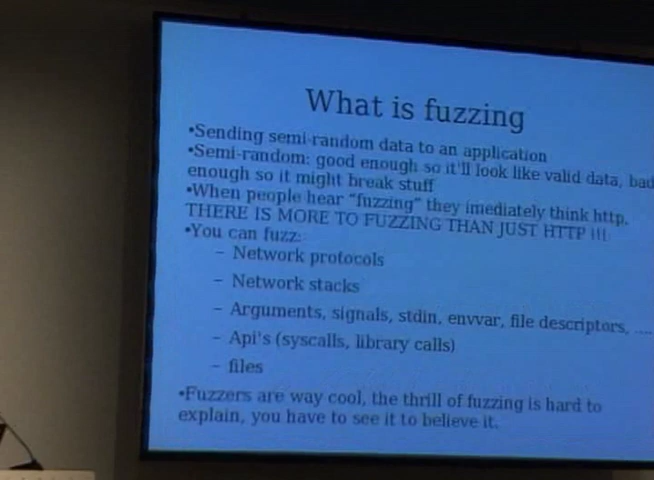 What is fuzzing
•Sending semi-random data to an application
•Semi-random: good enough so it'll look like valid data, bad
enough so it might break stuff
•When people hear "fuzzing" they imediately think http.
THERE IS MORE TO FUZZING THAN JUST HTTP !!!
•You can fuzz:
– Network protocols
– Network stacks
– Arguments, signals, stdin, envvar, file descriptors, ....
– Api's (syscalls, library calls)
– files
•Fuzzers are way cool, the thrill of fuzzing is hard to
explain, you have to see it to believe it.